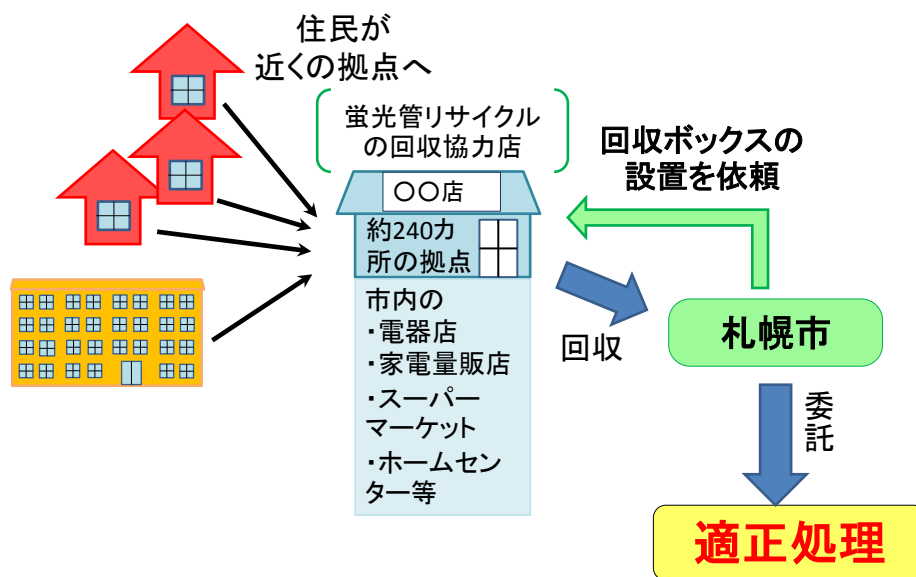 住民が
近くの拠点へ
蛍光管リサイクル
の回収協力店
〇〇店
約240カ
所の拠点
市内の
・電器店
・家電量販店
・スーパー
マーケット
・ホームセン
ター等
回収ボックスの
設置を依頼
回収
札幌市
委託
適正処理